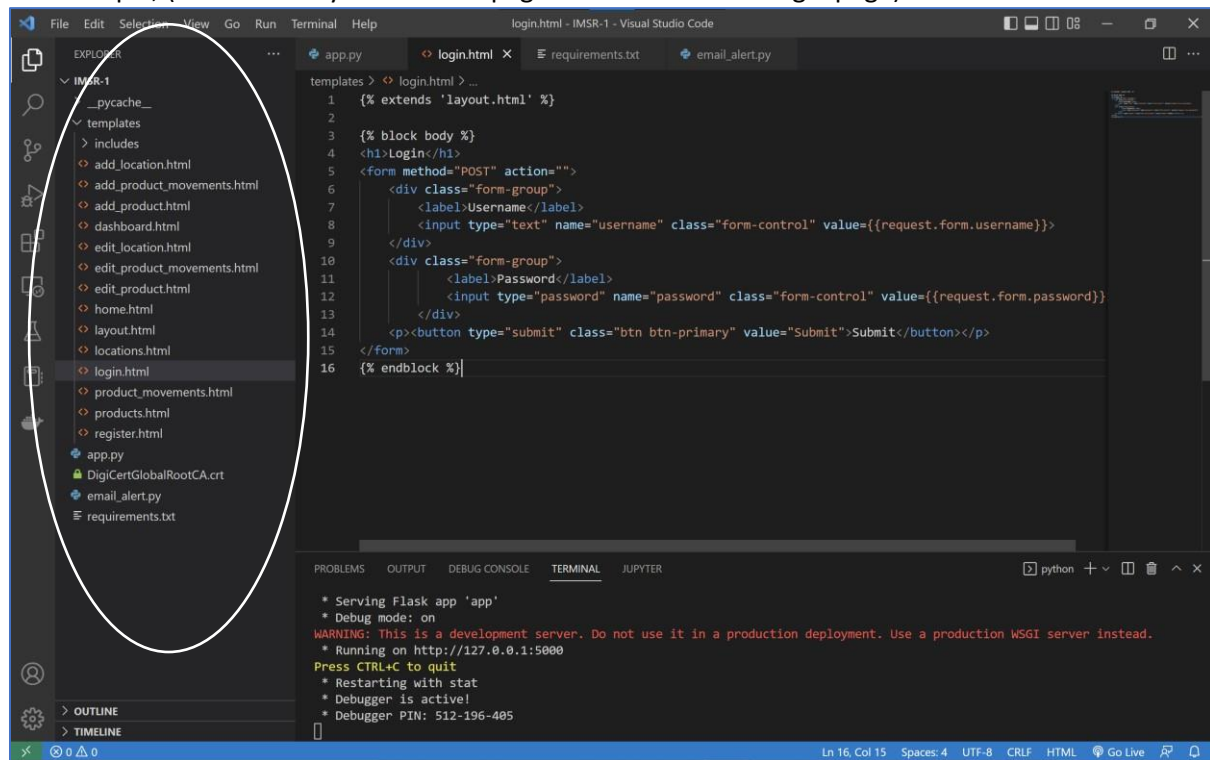 File Edit Selection View Go Run Terminal Help login.html - IMSR-1 - Visual Studio Code
EXPLORER
IMSR-1
__pycache__
templates
includes
add_location.html
add_product_movements.html
add_product.html
dashboard.html
edit_location.html
edit_product_movements.html
edit_product.html
home.html
layout.html
locations.html
login.html
product_movements.html
products.html
register.html
app.py
DigiCertGlobalRootCA.crt
email_alert.py
requirements.txt
OUTLINE
TIMELINE
app.py login.html requirements.txt email_alert.py
templates > login.html > ...
1 {% extends 'layout.html' %}
2
3 {% block body %}
4 <h1>Login</h1>
5 <form method="POST" action="">
6 <div class="form-group">
7 <label>Username</label>
8 <input type="text" name="username" class="form-control" value={{request.form.username}}>
9 </div>
10 <div class="form-group">
11 <label>Password</label>
12 <input type="password" name="password" class="form-control" value={{request.form.password}}
13 </div>
14 <p><button type="submit" class="btn btn-primary" value="Submit">Submit</button></p>
15 </form>
16 {% endblock %}
PROBLEMS OUTPUT DEBUG CONSOLE TERMINAL JUPYTER python
* Serving Flask app 'app'
* Debug mode: on
WARNING: This is a development server. Do not use it in a production deployment. Use a production WSGI server instead.
* Running on http://127.0.0.1:5000
Press CTRL+C to quit
* Restarting with stat
* Debugger is active!
* Debugger PIN: 512-196-405
0 0 Ln 16, Col 15 Spaces: 4 UTF-8 CRLF HTML Go Live